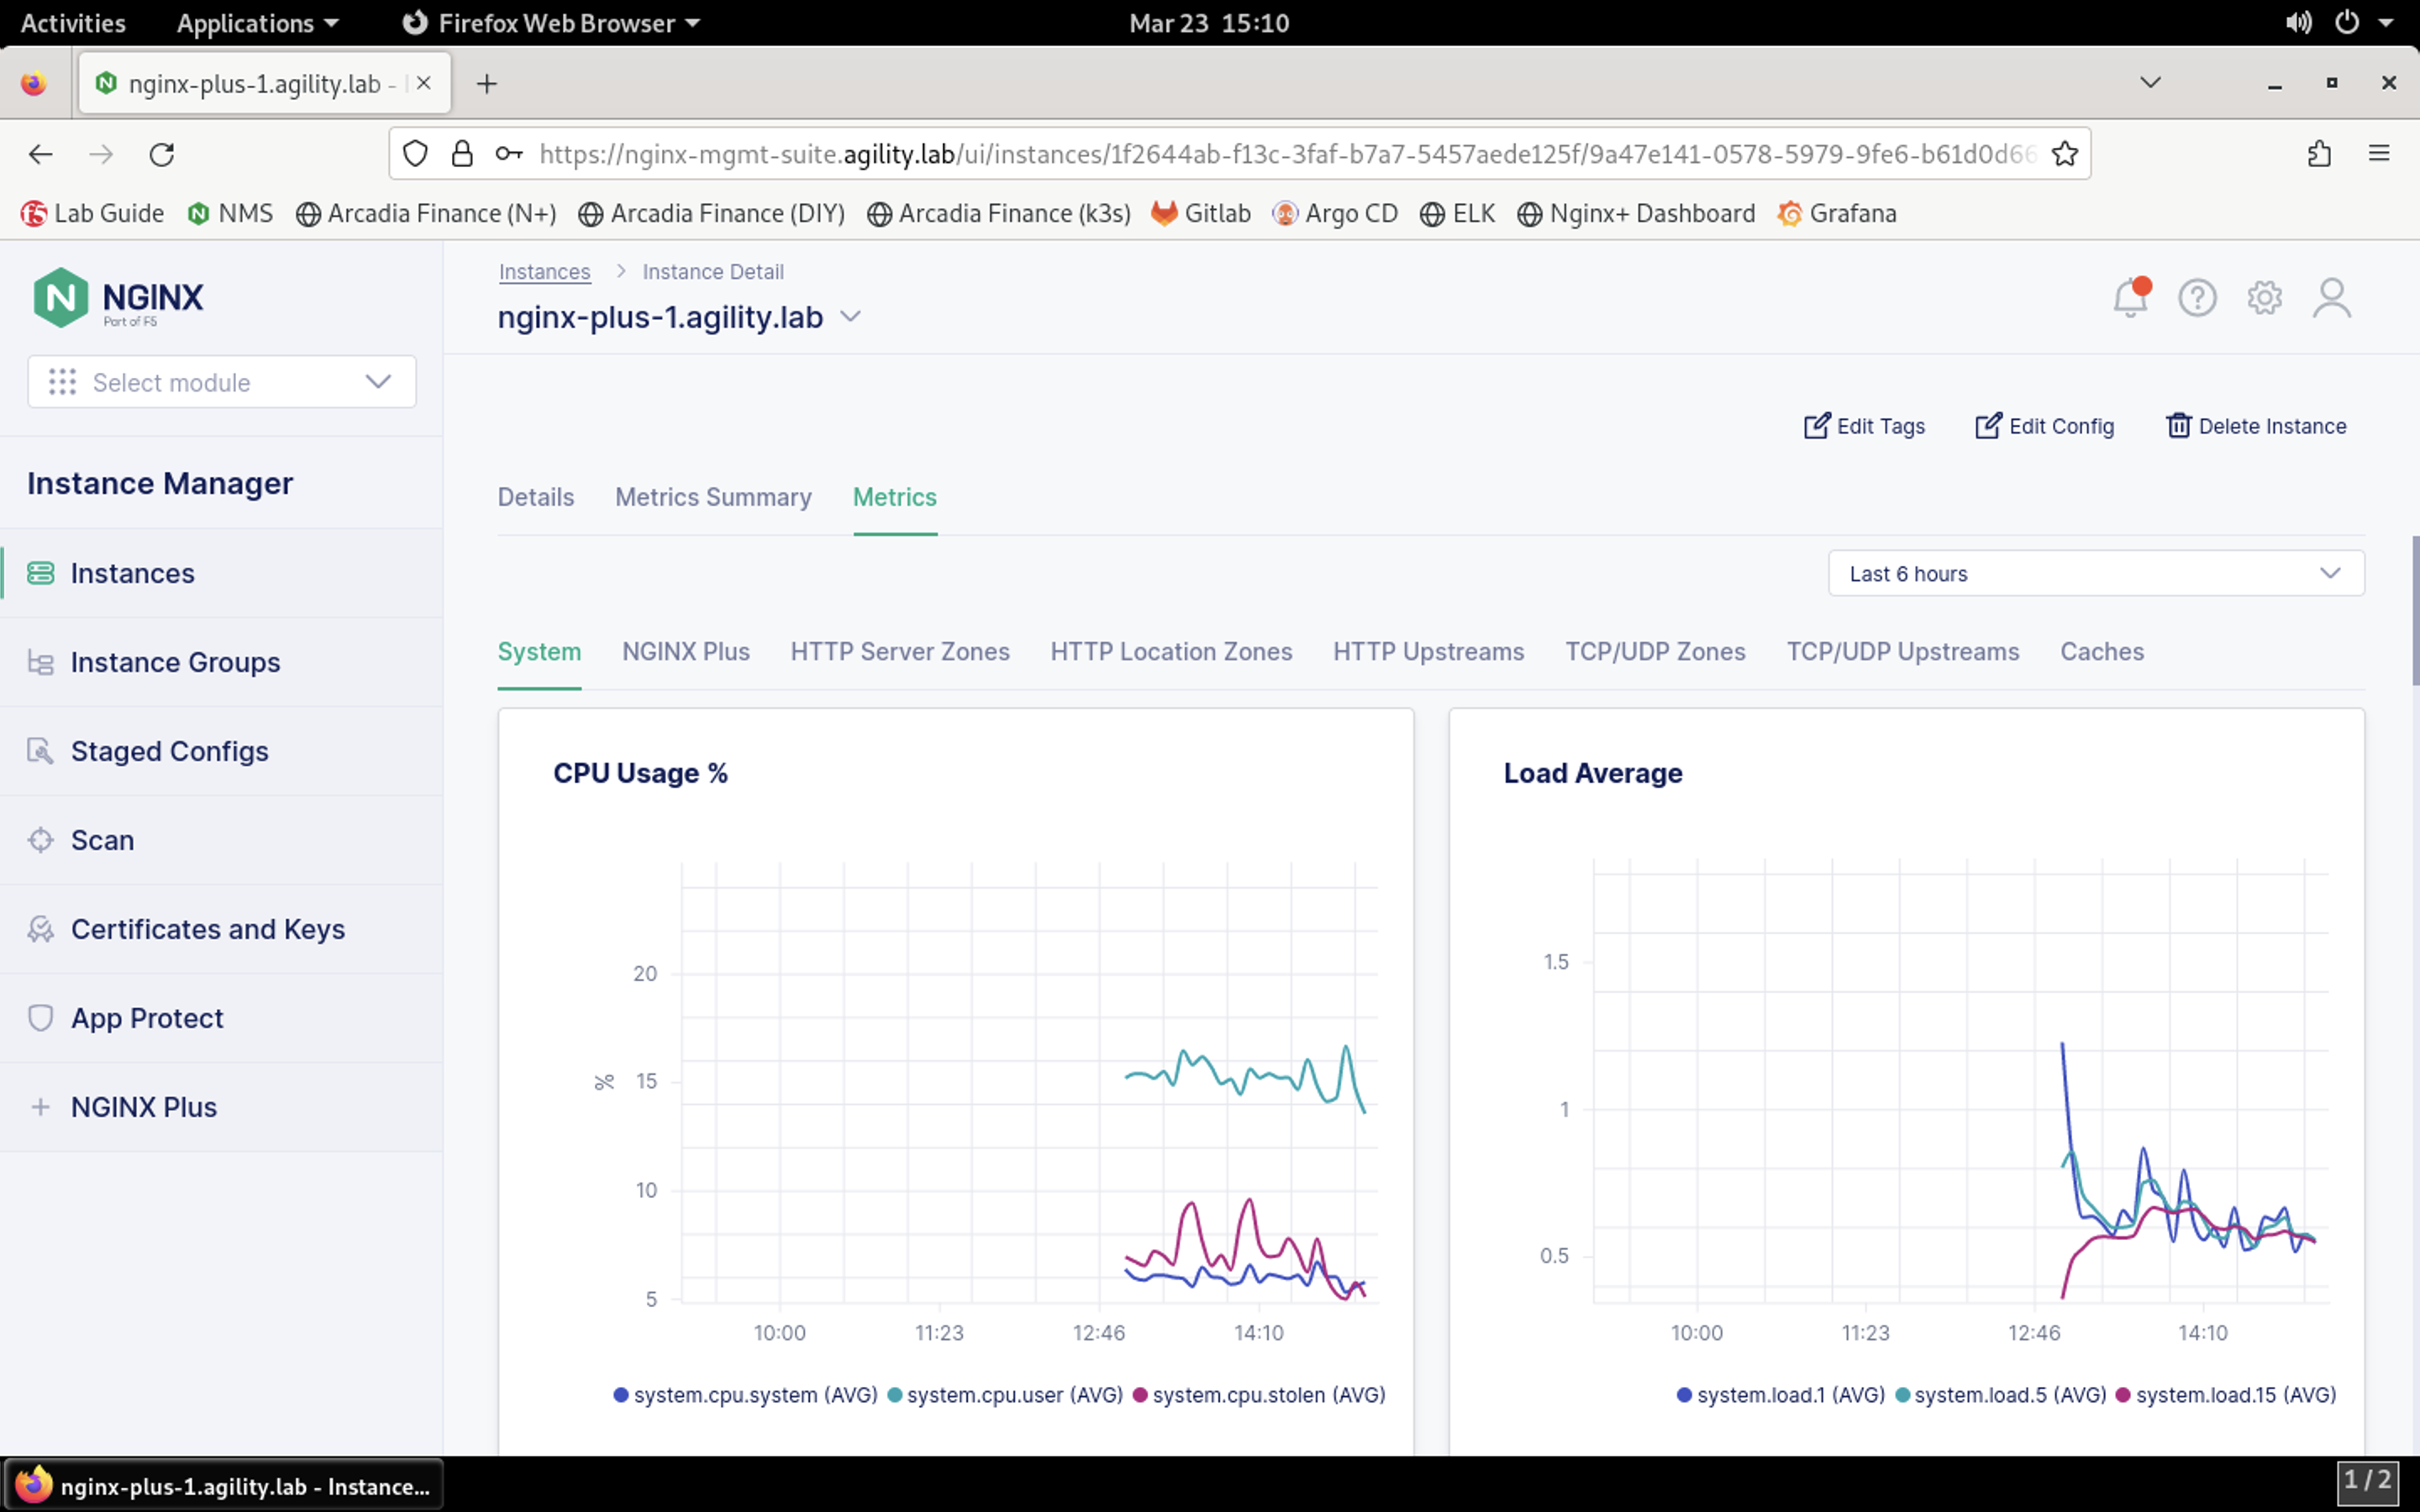 Activities Applications Firefox Web Browser Mar 23 15:10
nginx-plus-1.agility.lab -
https://nginx-mgmt-suite.agility.lab/ui/instances/1f2644ab-f13c-3faf-b7a7-5457aede125f/9a47e141-0578-5979-9fe6-b61d0d66
Lab Guide NMS Arcadia Finance (N+) Arcadia Finance (DIY) Arcadia Finance (k3s) Gitlab Argo CD ELK Nginx+ Dashboard Grafana
NGINX
Part of F5
Select module
Instance Manager
Instances
Instance Groups
Staged Configs
Scan
Certificates and Keys
App Protect
NGINX Plus
Instances > Instance Detail
nginx-plus-1.agility.lab
Edit Tags Edit Config Delete Instance
Details Metrics Summary Metrics
Last 6 hours
System NGINX Plus HTTP Server Zones HTTP Location Zones HTTP Upstreams TCP/UDP Zones TCP/UDP Upstreams Caches
CPU Usage %
20
% 15
10
5
10:00 11:23 12:46 14:10
system.cpu.system (AVG) system.cpu.user (AVG) system.cpu.stolen (AVG)
Load Average
1.5
1
0.5
10:00 11:23 12:46 14:10
system.load.1 (AVG) system.load.5 (AVG) system.load.15 (AVG)
nginx-plus-1.agility.lab - Instance...
1 / 2